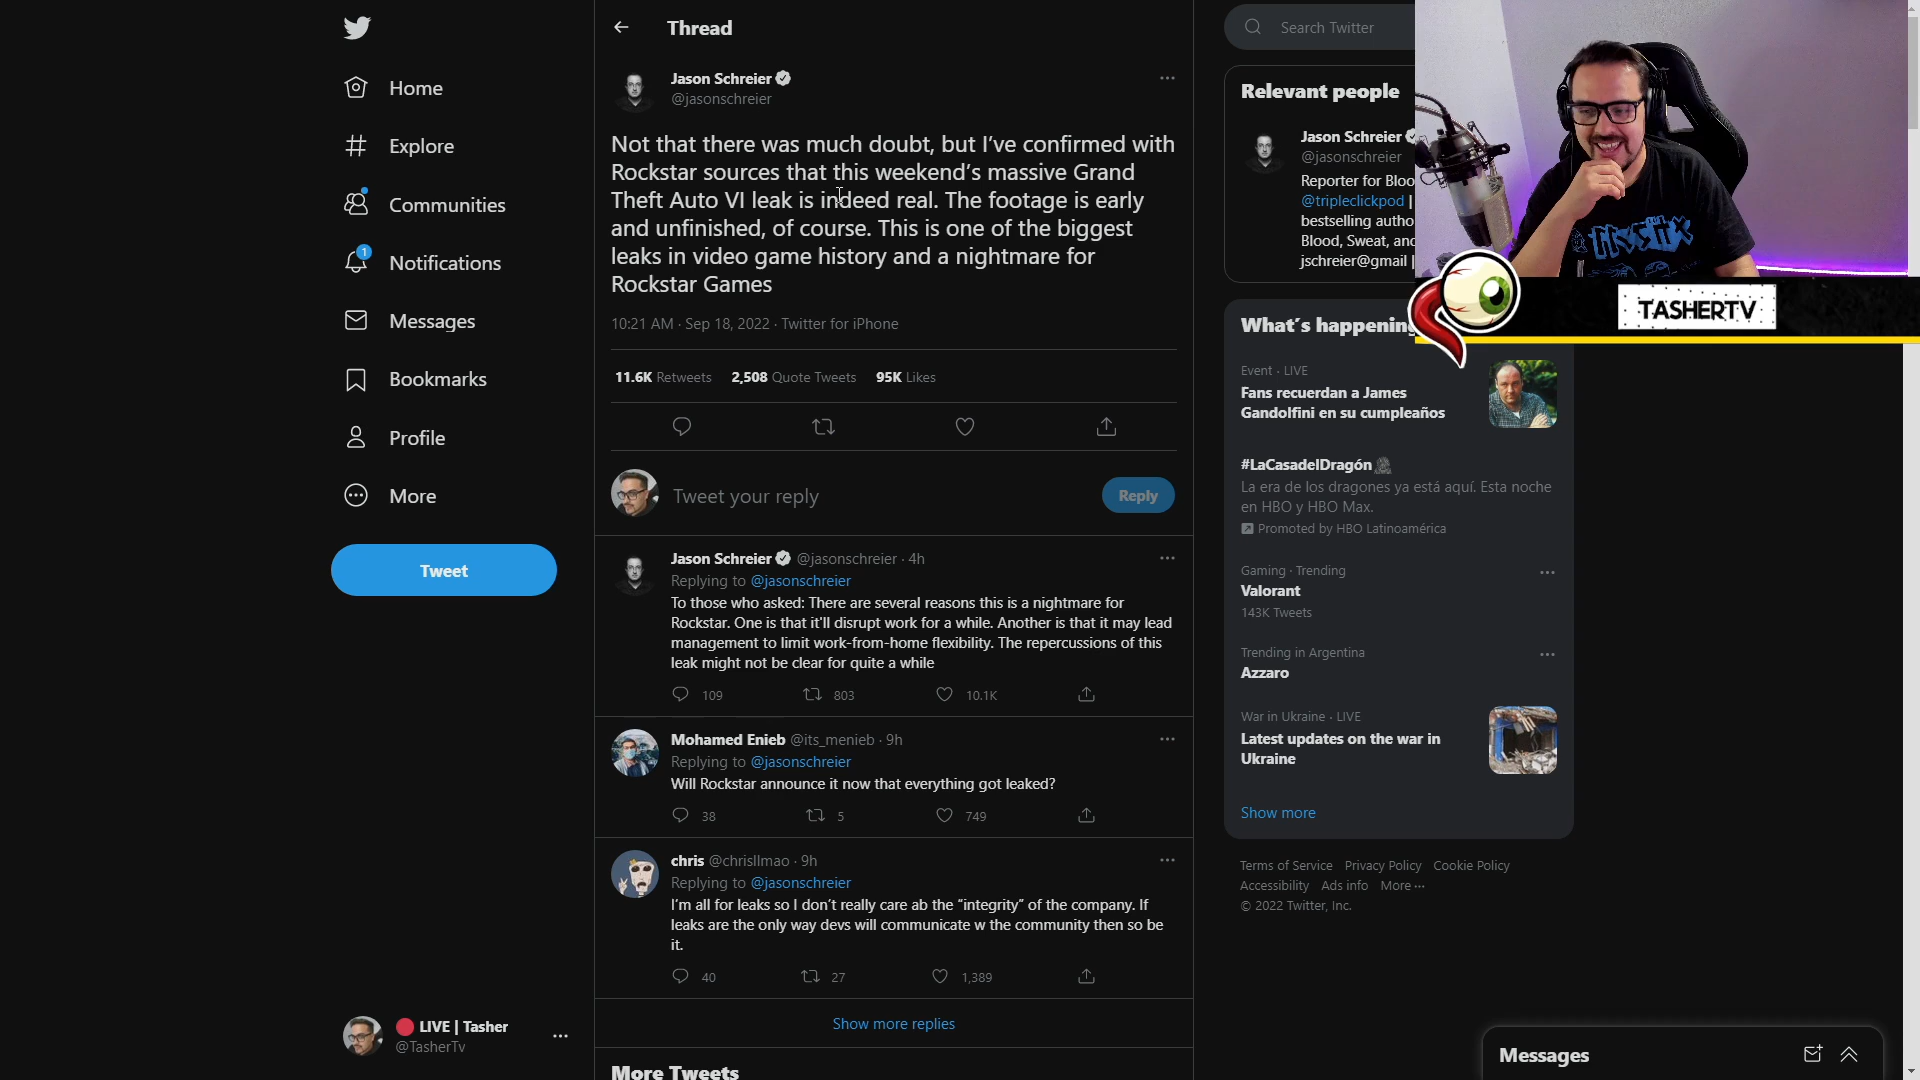 Home
Explore
Communities
1
Notifications
Messages
Bookmarks
Profile
More
Tweet
LIVE | Tasher
@TasherTv
Thread
Jason Schreier
@jasonschreier
Not that there was much doubt, but I've confirmed with
Rockstar sources that this weekend's massive Grand
Theft Auto VI leak is indeed real. The footage is early
and unfinished, of course. This is one of the biggest
leaks in video game history and a nightmare for
Rockstar Games
10:21 AM · Sep 18, 2022 · Twitter for iPhone
11.6K Retweets 2,508 Quote Tweets 95K Likes
Tweet your reply
Reply
Jason Schreier @jasonschreier · 4h
Replying to @jasonschreier
To those who asked: There are several reasons this is a nightmare for
Rockstar. One is that it'll disrupt work for a while. Another is that it may lead
management to limit work-from-home flexibility. The repercussions of this
leak might not be clear for quite a while
109 803 10.1K
Mohamed Enieb @its_menieb · 9h
Replying to @jasonschreier
Will Rockstar announce it now that everything got leaked?
38 5 749
chris @chrisllmao · 9h
Replying to @jasonschreier
I'm all for leaks so I don't really care ab the “integrity” of the company. If
leaks are the only way devs will communicate w the community then so be
it.
40 27 1,389
Show more replies
More Tweets
Search Twitter
Relevant people
Jason Schreier
@jasonschreier
Reporter for Bloo
@tripleclickpod |
bestselling autho
Blood, Sweat, and
jschreier@gmail |
TASHERTV
What's happening
Event · LIVE
Fans recuerdan a James
Gandolfini en su cumpleaños
#LaCasadelDragón
La era de los dragones ya está aquí. Esta noche
en HBO y HBO Max.
Promoted by HBO Latinoamérica
Gaming · Trending
Valorant
143K Tweets
Trending in Argentina
Azzaro
War in Ukraine · LIVE
Latest updates on the war in
Ukraine
Show more
Terms of Service Privacy Policy Cookie Policy
Accessibility Ads info More ···
© 2022 Twitter, Inc.
Messages